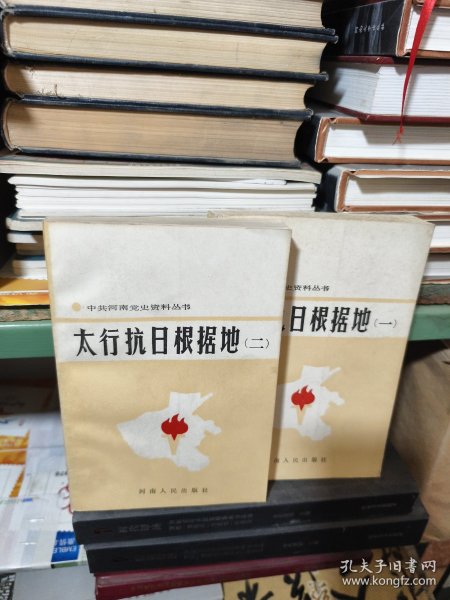 中共河南党史资料丛书
太行抗日根据地(二)
河南人民出版社
史资料丛书
日根据地(一)
南人民出版社
EMBLE
孔夫子旧书网
www.kongfz.com